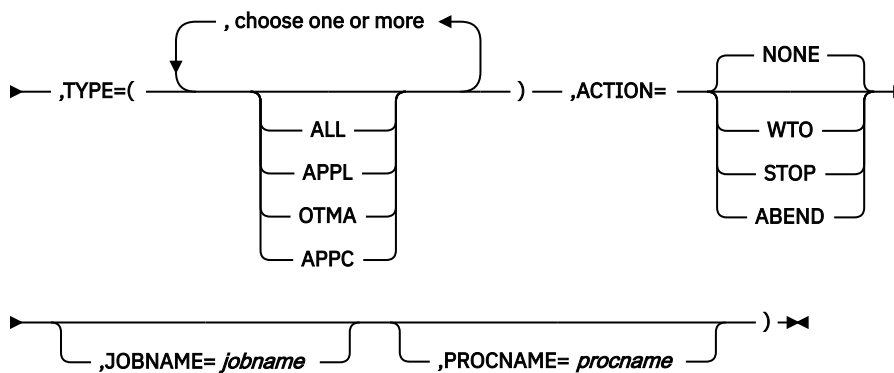 , choose one or more
NONE
,TYPE=( ) ,ACTION=
ALL
APPL
OTMA
APPC
WTO
STOP
ABEND
,JOBNAME= jobname ,PROCNAME= procname )